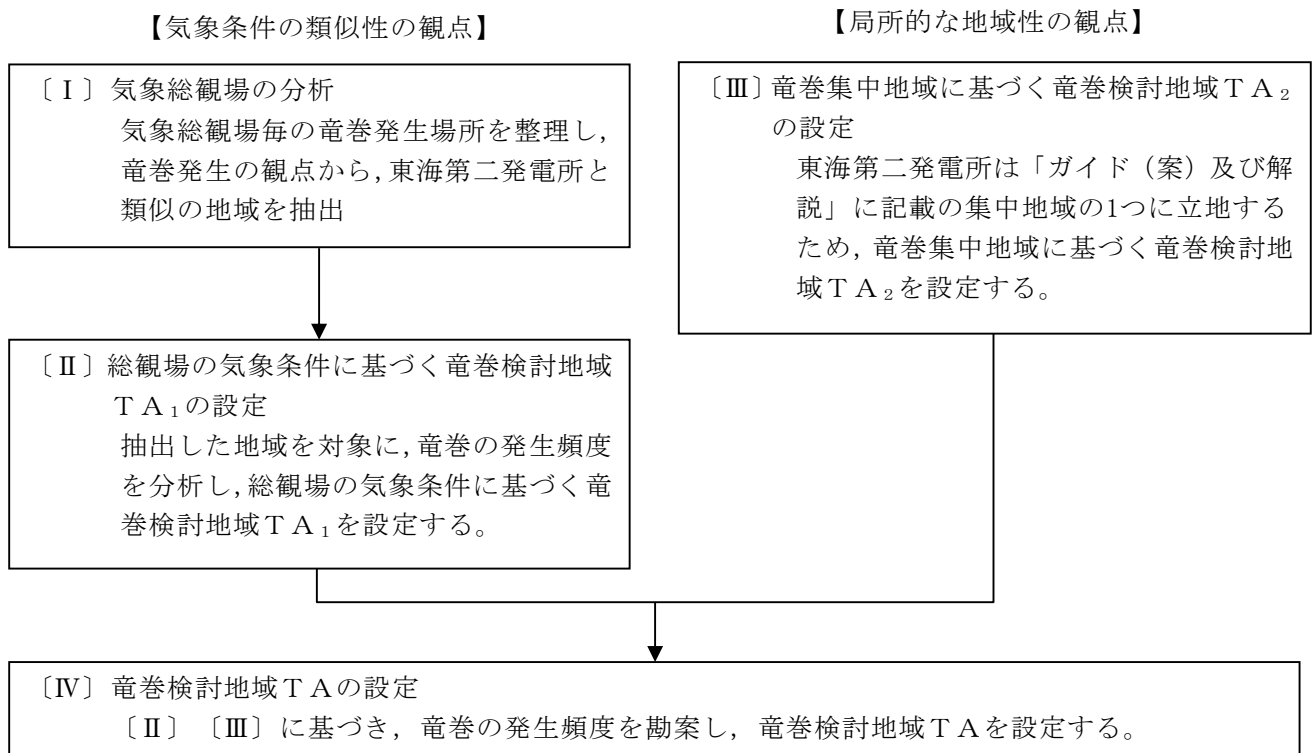 【気象条件の類似性の観点】
〔Ⅰ〕気象総観場の分析
気象総観場毎の竜巻発生場所を整理し，
竜巻発生の観点から，東海第二発電所と
類似の地域を抽出
〔Ⅱ〕総観場の気象条件に基づく竜巻検討地域
ＴＡ₁の設定
抽出した地域を対象に，竜巻の発生頻度
を分析し，総観場の気象条件に基づく竜
巻検討地域ＴＡ₁を設定する。
【局所的な地域性の観点】
〔Ⅲ〕竜巻集中地域に基づく竜巻検討地域ＴＡ₂
の設定
東海第二発電所は「ガイド（案）及び解
説」に記載の集中地域の1つに立地する
ため，竜巻集中地域に基づく竜巻検討地
域ＴＡ₂を設定する。
〔Ⅳ〕竜巻検討地域ＴＡの設定
〔Ⅱ〕〔Ⅲ〕に基づき，竜巻の発生頻度を勘案し，竜巻検討地域ＴＡを設定する。